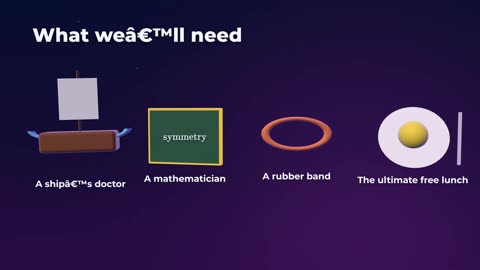 What weâ€™ll need
symmetry
A shipâ€™s doctor
A mathematician
A rubber band
The ultimate free lunch